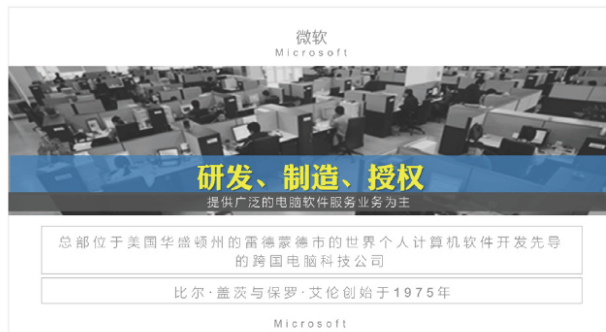 微软
Microsoft
研发、制造、授权
提供广泛的电脑软件服务业务为主
总部位于美国华盛顿州的雷德蒙德市的世界个人计算机软件开发先导
的跨国电脑科技公司
比尔·盖茨与保罗·艾伦创始于1975年
Microsoft